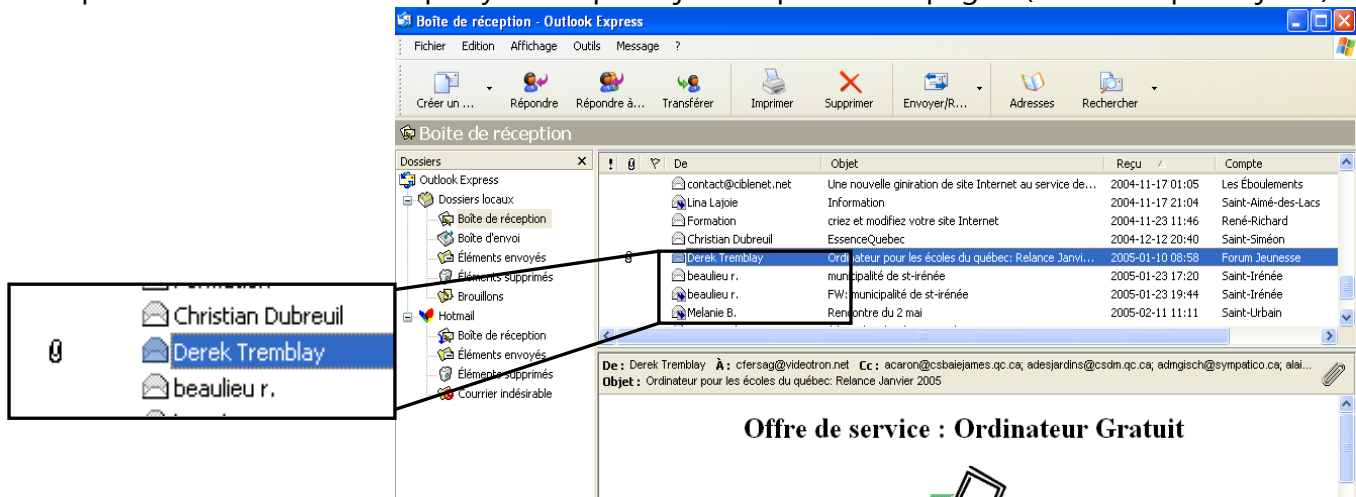 Boîte de réception - Outlook Express
Fichier Edition Affichage Outils Message ?
Créer un ... Répondre Répondre à... Transférer Imprimer Supprimer Envoyer/R... Adresses Rechercher
Boîte de réception
Dossiers X
Outlook Express
Dossiers locaux
Boîte de réception
Boîte d'envoi
Éléments envoyés
Éléments supprimés
Brouillons
Hotmail
Boîte de réception
Éléments envoyés
Éléments supprimés
Courrier indésirable
! De Objet Reçu Compte
contact@ciblenet.net Une nouvelle giniration de site Internet au service de... 2004-11-17 01:05 Les Éboulements
Lina Lajoie Information 2004-11-17 21:04 Saint-Aimé-des-Lacs
Formation criez et modifiez votre site Internet 2004-11-23 11:46 René-Richard
Christian Dubreuil EssenceQuebec 2004-12-12 20:40 Saint-Siméon
Derek Tremblay Ordinateur pour les écoles du québec: Relance Janvi... 2005-01-10 08:58 Forum Jeunesse
beaulieu r. municipalité de st-irénée 2005-01-23 17:20 Saint-Irénée
beaulieu r. FW: municipalité de st-irénée 2005-01-23 19:44 Saint-Irénée
Melanie B. Rencontre du 2 mai 2005-02-11 11:11 Saint-Urbain
Christian Dubreuil
Derek Tremblay
beaulieu r.
De : Derek Tremblay À : cfersag@videotron.net Cc : acaron@csbaiejames.qc.ca; adesjardins@csdm.qc.ca; admgisch@sympatico.ca; alai...
Objet : Ordinateur pour les écoles du québec: Relance Janvier 2005
Offre de service : Ordinateur Gratuit